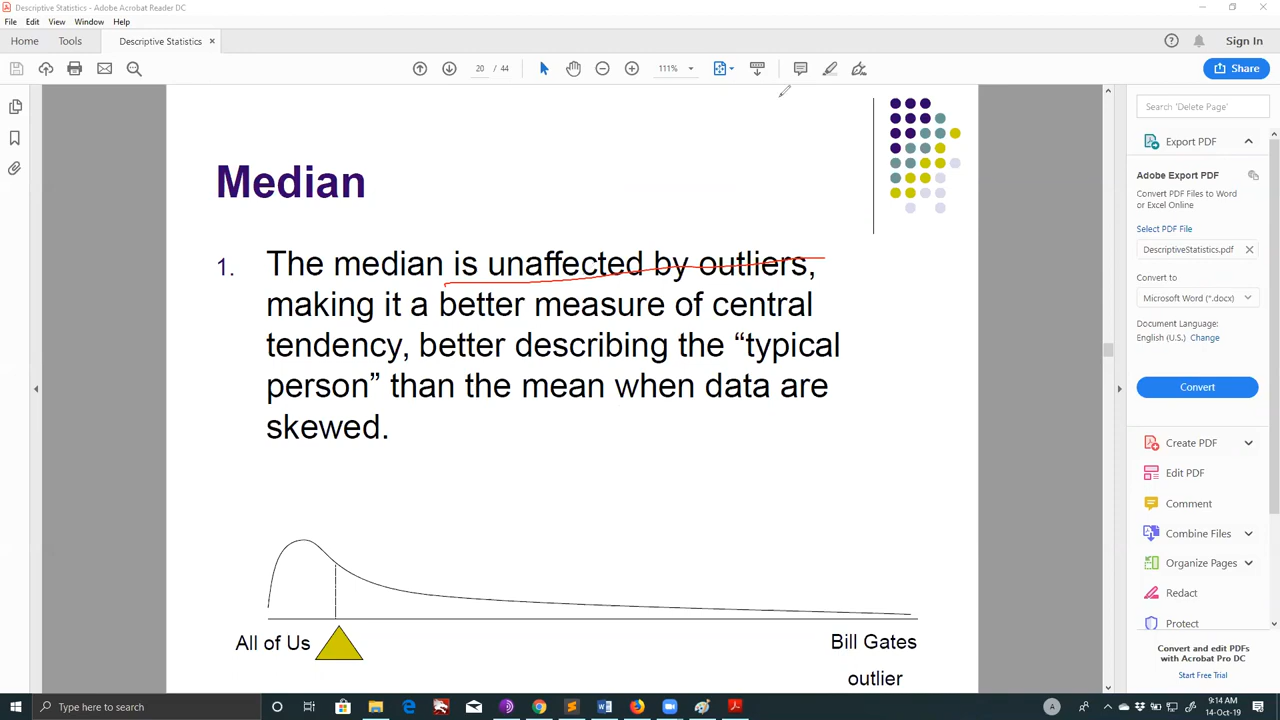 Descriptive Statistics - Adobe Acrobat Reader DC
File Edit View Window Help
Home Tools Descriptive Statistics × Sign In
20 / 44 111% Share
Median
1. The median is unaffected by outliers,
making it a better measure of central
tendency, better describing the “typical
person” than the mean when data are
skewed.
All of Us
Bill Gates
outlier
Search 'Delete Page'
Export PDF
Adobe Export PDF
Convert PDF Files to Word
or Excel Online
Select PDF File
DescriptiveStatistics.pdf
Convert to
Microsoft Word (*.docx)
Document Language:
English (U.S.) Change
Convert
Create PDF
Edit PDF
Comment
Combine Files
Organize Pages
Redact
Protect
Convert and edit PDFs
with Acrobat Pro DC
Start Free Trial
Type here to search
9:14 AM
14-Oct-19